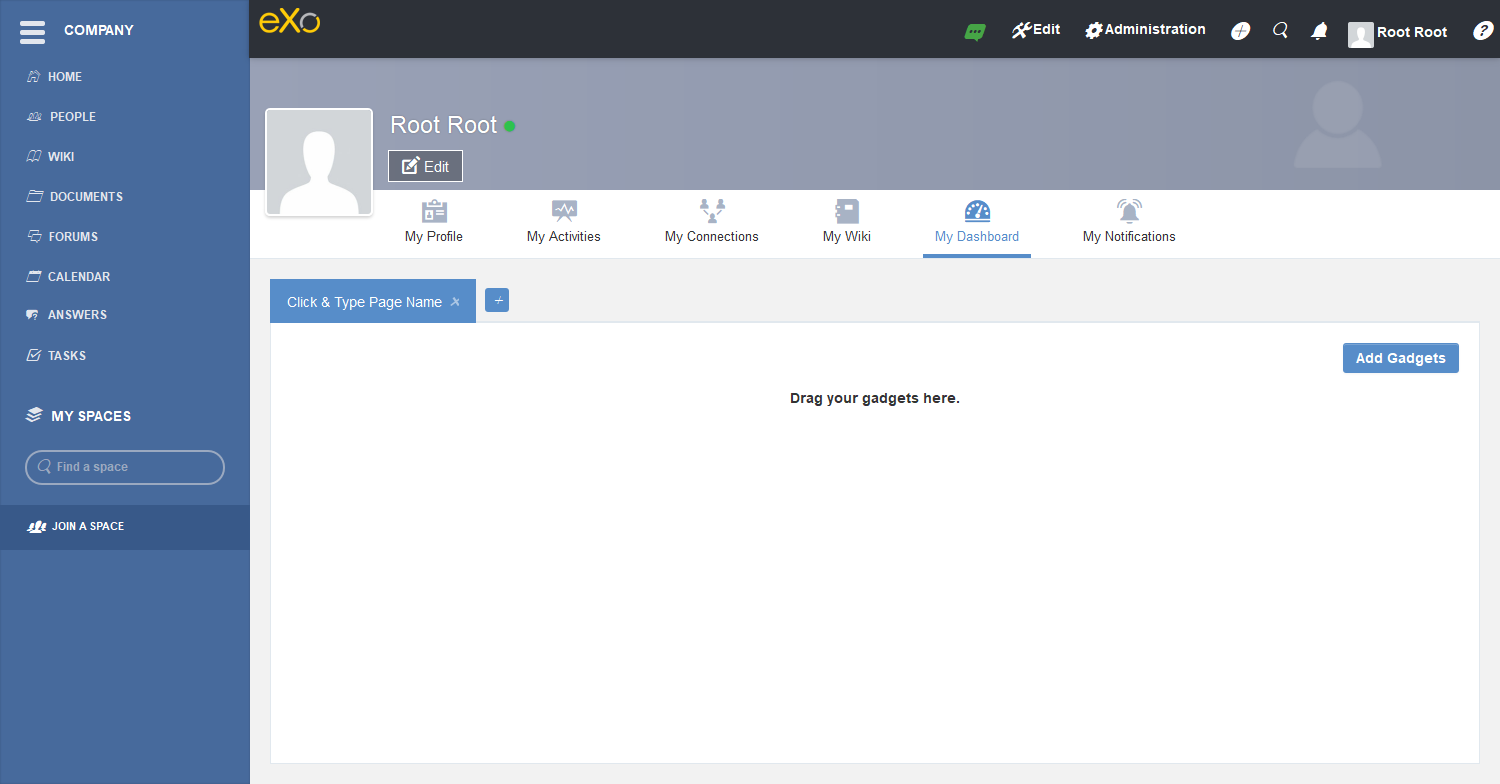 COMPANY
HOME
PEOPLE
WIKI
DOCUMENTS
FORUMS
CALENDAR
ANSWERS
TASKS
MY SPACES
Find a space
JOIN A SPACE
eXo
Edit
Administration
Root Root
?
Root Root
Edit
My Profile
My Activities
My Connections
My Wiki
My Dashboard
My Notifications
Click & Type Page Name
Add Gadgets
Drag your gadgets here.